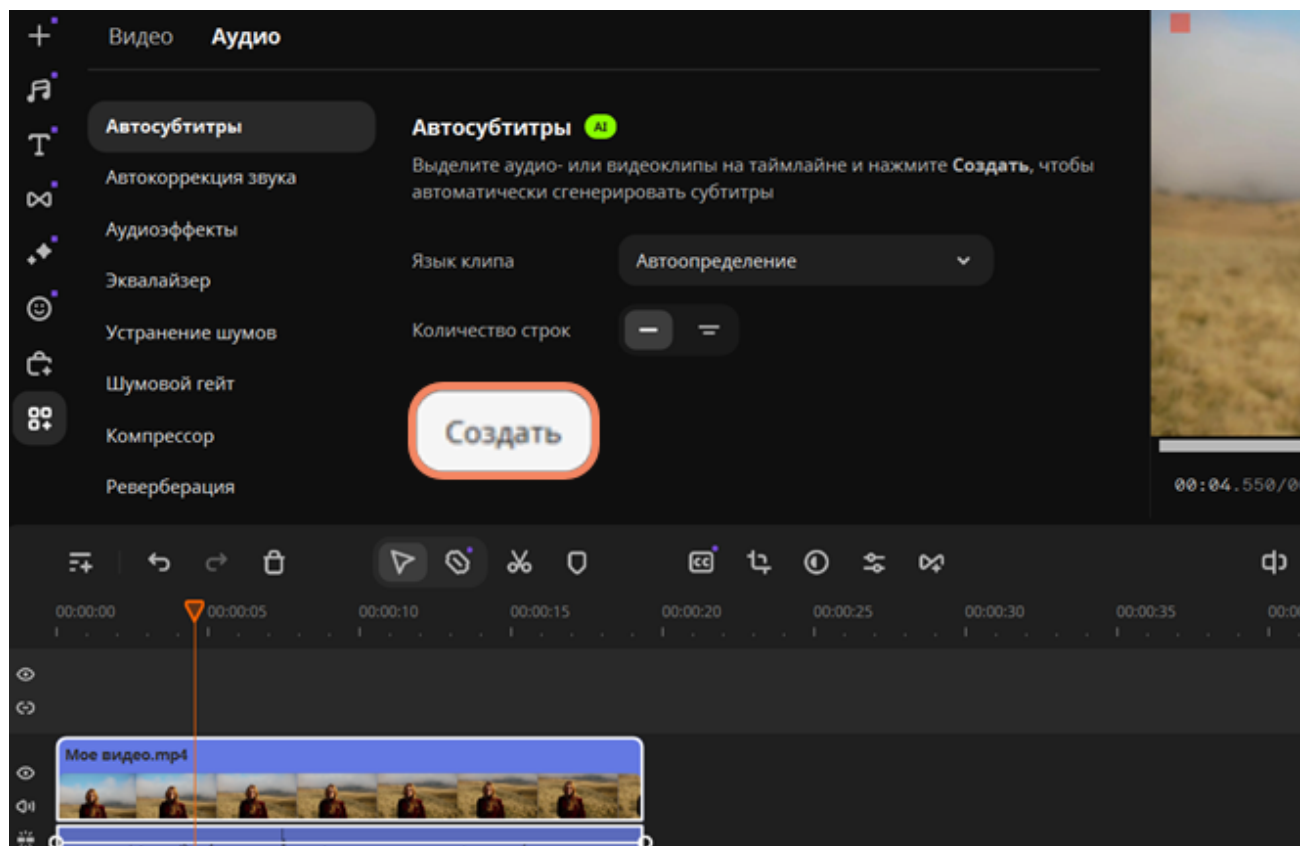 Видео Аудио
Автосубтитры
Автокоррекция звука
Аудиоэффекты
Эквалайзер
Устранение шумов
Шумовой гейт
Компрессор
Реверберация
Автосубтитры AI
Выделите аудио- или видеоклипы на таймлайне и нажмите Создать, чтобы
автоматически сгенерировать субтитры
Язык клипа Автоопределение
Количество строк
Создать
00:04.550/0
CC
00:00:00 00:00:05 00:00:10 00:00:15 00:00:20 00:00:25 00:00:30 00:00:35 00:0
Мое видео.mp4